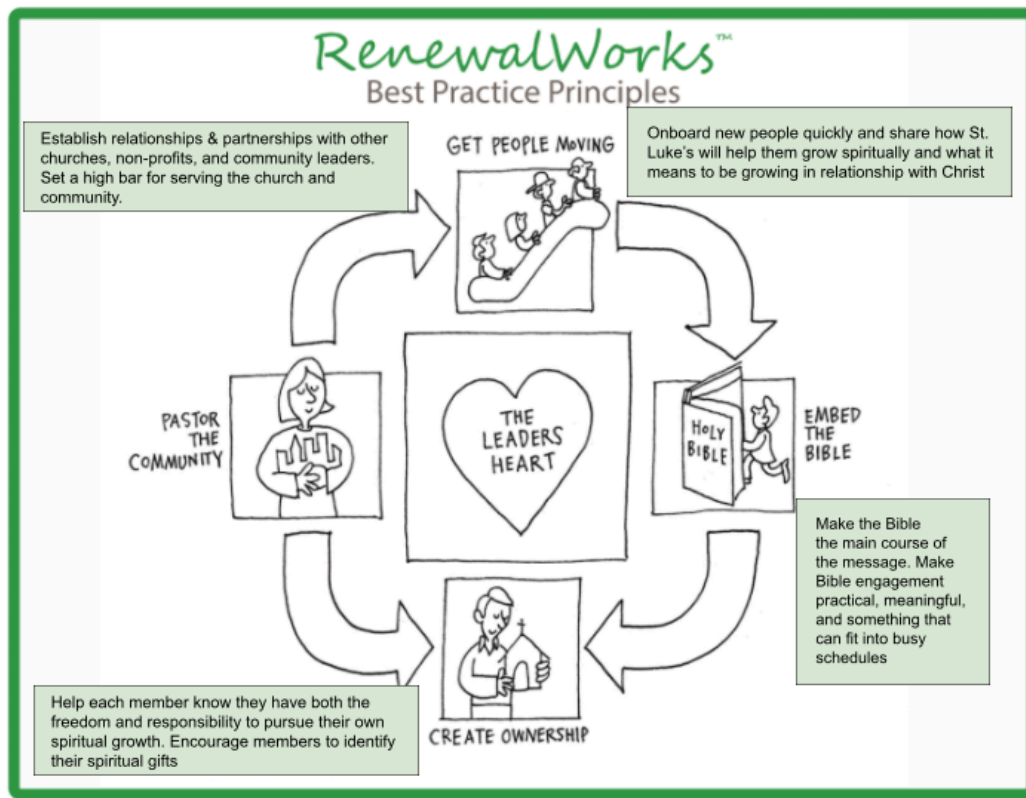 RenewalWorks™
Best Practice Principles
Establish relationships & partnerships with other
churches, non-profits, and community leaders.
Set a high bar for serving the church and
community.
GET PEOPLE MOVING
Onboard new people quickly and share how St.
Luke's will help them grow spiritually and what it
means to be growing in relationship with Christ
PASTOR
THE
COMMUNITY
THE
LEADERS
HEART
HOLY
BIBLE
EMBED
THE
BIBLE
Make the Bible
the main course of
the message. Make
Bible engagement
practical, meaningful,
and something that
can fit into busy
schedules
Help each member know they have both the
freedom and responsibility to pursue their own
spiritual growth. Encourage members to identify
their spiritual gifts
CREATE OWNERSHIP